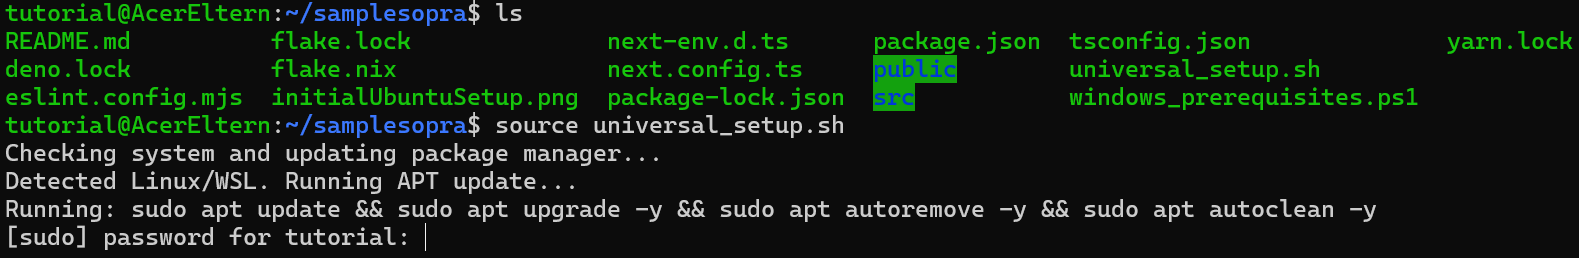 tutorial@AcerEltern:~/samplesopra$ ls
README.md flake.lock next-env.d.ts package.json tsconfig.json yarn.lock
deno.lock flake.nix next.config.ts public universal_setup.sh
eslint.config.mjs initialUbuntuSetup.png package-lock.json src windows_prerequisites.ps1
tutorial@AcerEltern:~/samplesopra$ source universal_setup.sh
Checking system and updating package manager...
Detected Linux/WSL. Running APT update...
Running: sudo apt update && sudo apt upgrade -y && sudo apt autoremove -y && sudo apt autoclean -y
[sudo] password for tutorial: